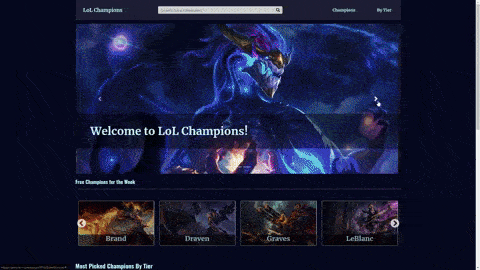 LoL Champions
Champions
By Tier
Welcome to LoL Champions!
Free Champions for the Week
Brand
Draven
Graves
LeBlanc
Most Picked Champions By Tier